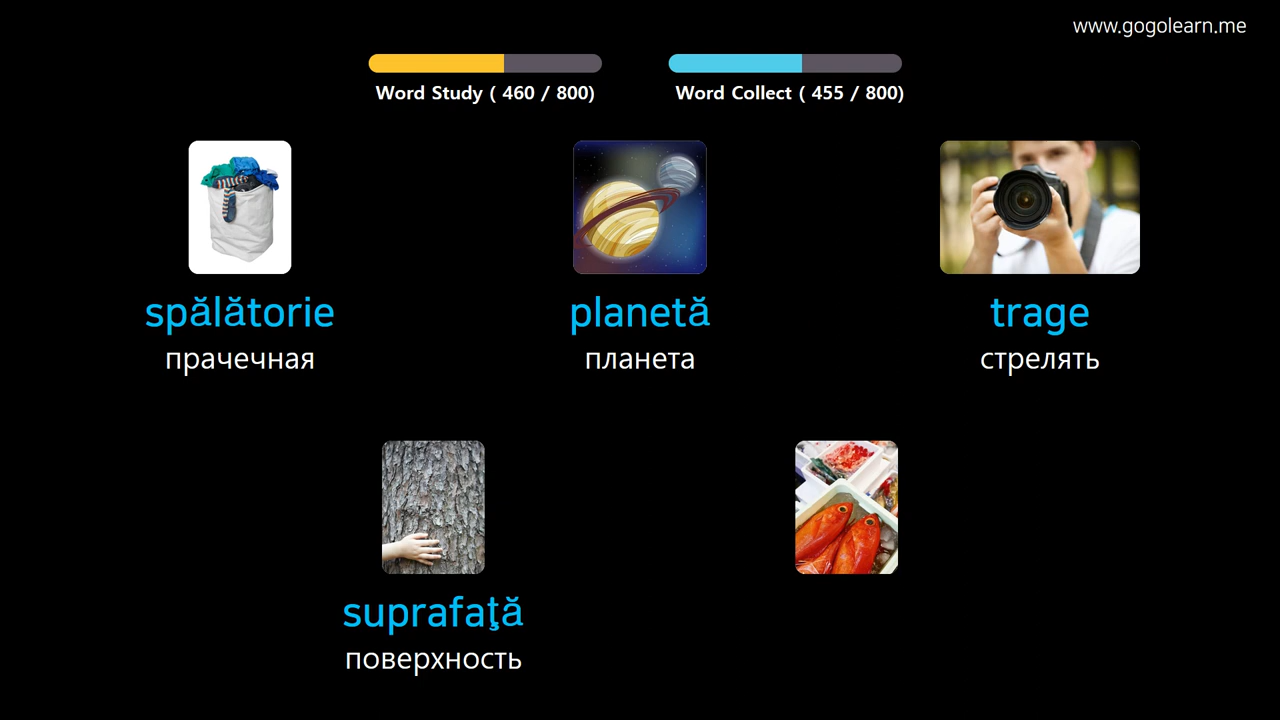 www.gogolearn.me
Word Study ( 460 / 800)
Word Collect ( 455 / 800)
spălătorie
прачечная
planetă
планета
trage
стрелять
suprafaţă
поверхность